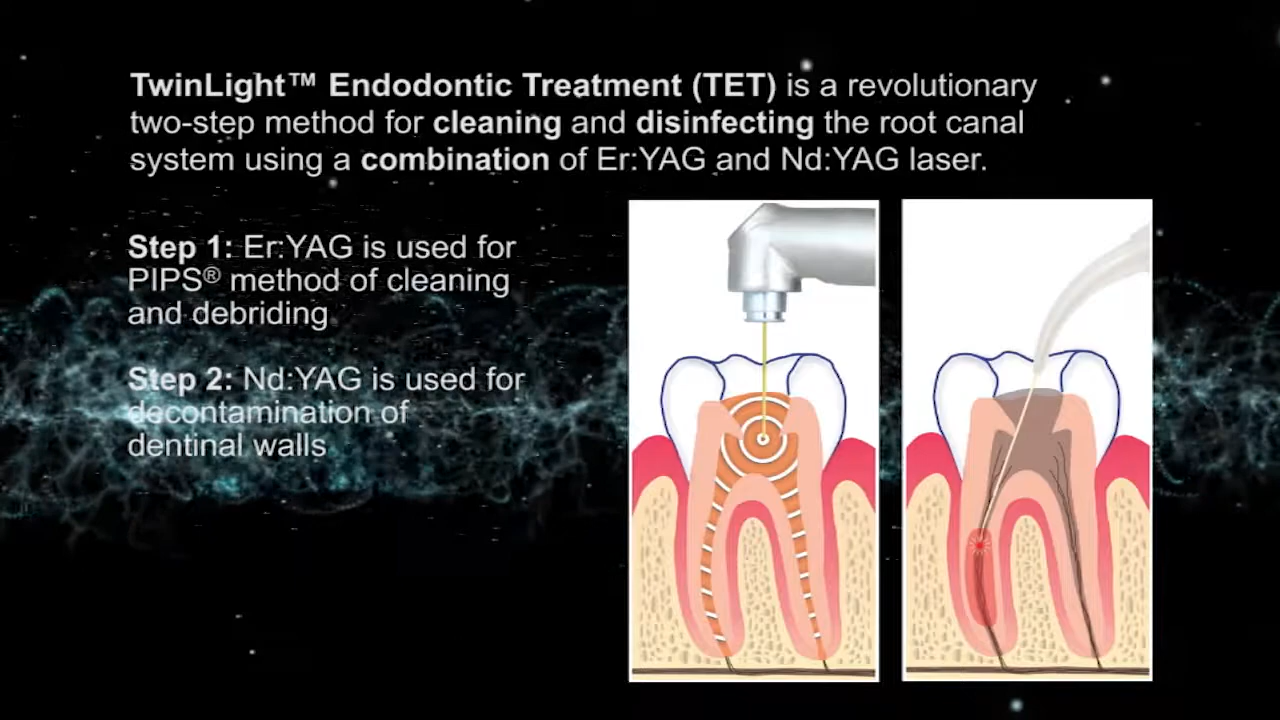 TwinLight™ Endodontic Treatment (TET) is a revolutionary
two-step method for cleaning and disinfecting the root canal
system using a combination of Er:YAG and Nd:YAG laser.
Step 1: Er:YAG is used for
PIPS® method of cleaning
and debriding
Step 2: Nd:YAG is used for
decontamination of
dentinal walls